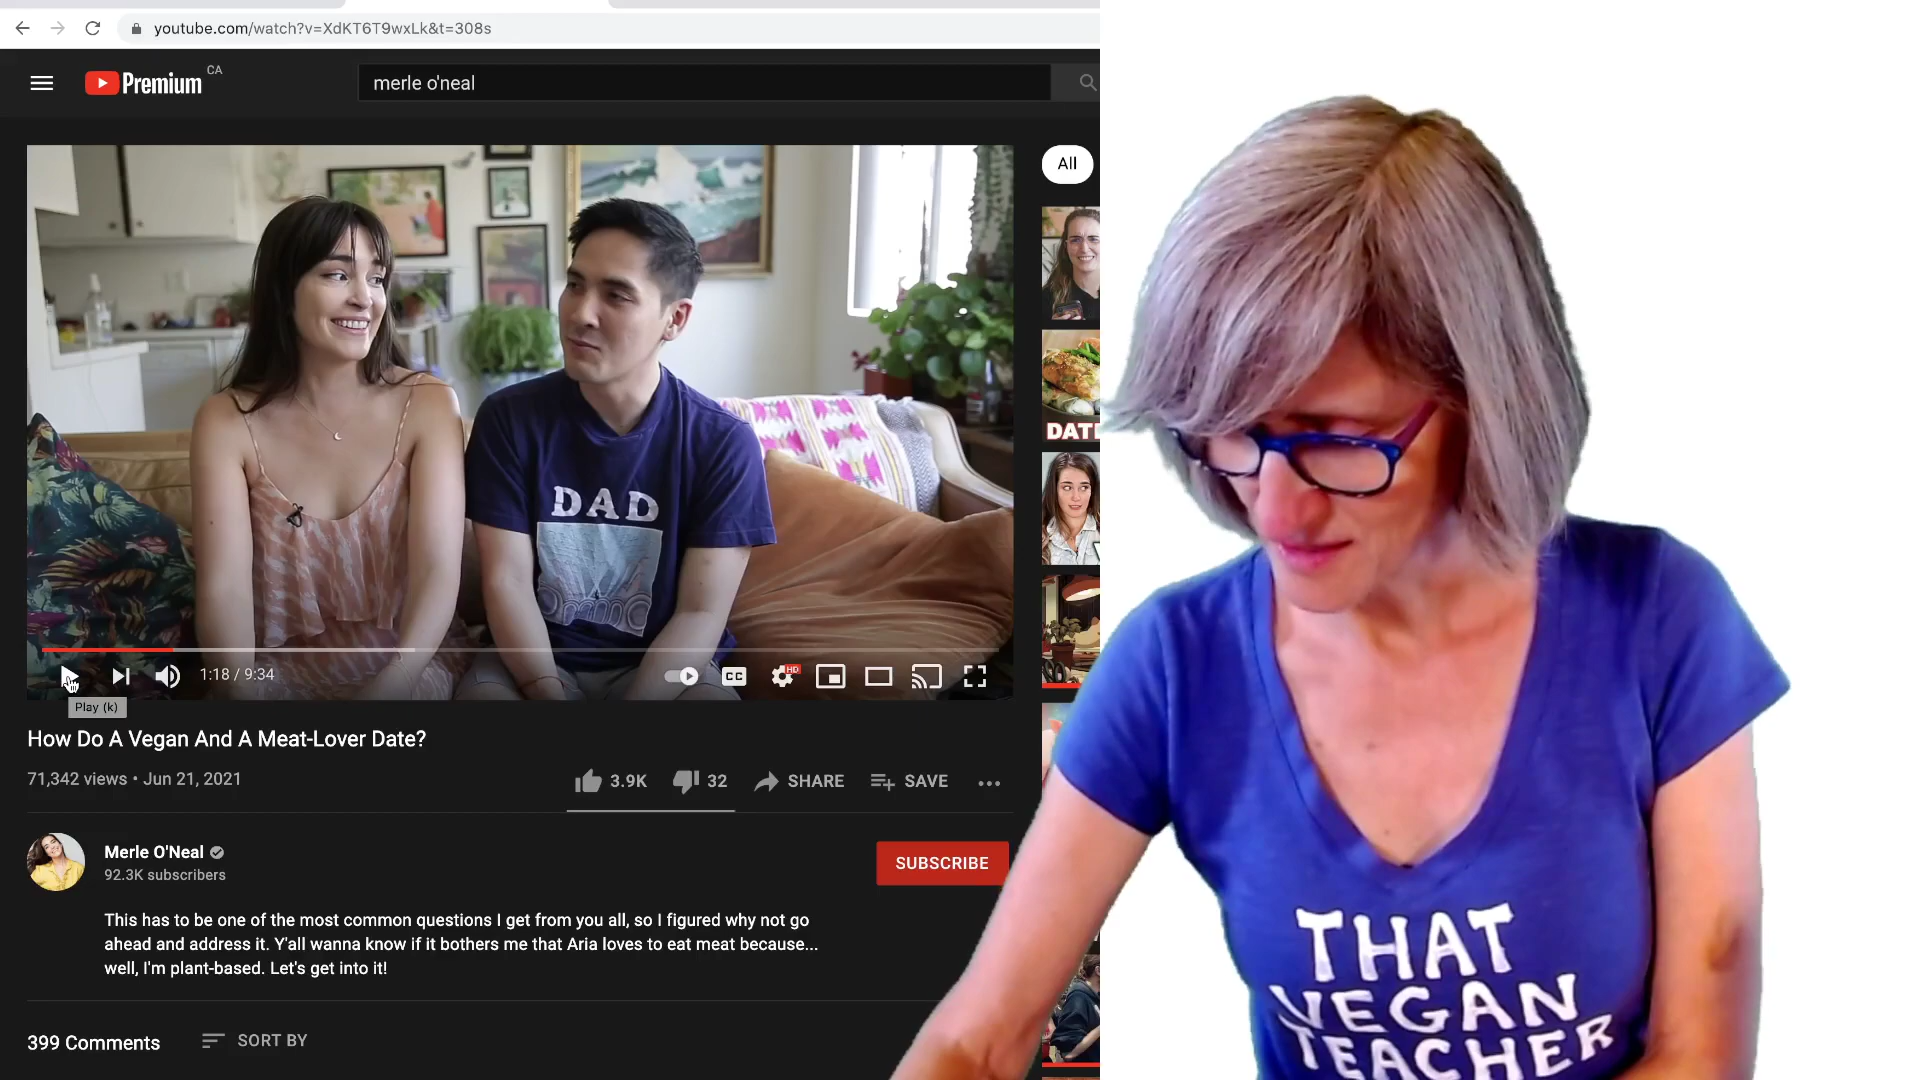 youtube.com/watch?v=XdKT6T9wxLk&t=308s
Premium CA
merle o'neal
All
DAD
DAT
1:18 / 9:34
CC
HD
Play (k)
How Do A Vegan And A Meat-Lover Date?
71,342 views • Jun 21, 2021
3.9K
32
SHARE
SAVE
Merle O'Neal
92.3K subscribers
SUBSCRIBE
This has to be one of the most common questions I get from you all, so I figured why not go
ahead and address it. Y'all wanna know if it bothers me that Aria loves to eat meat because...
well, I'm plant-based. Let's get into it!
399 Comments
SORT BY
THAT
VEGAN
TEACHER